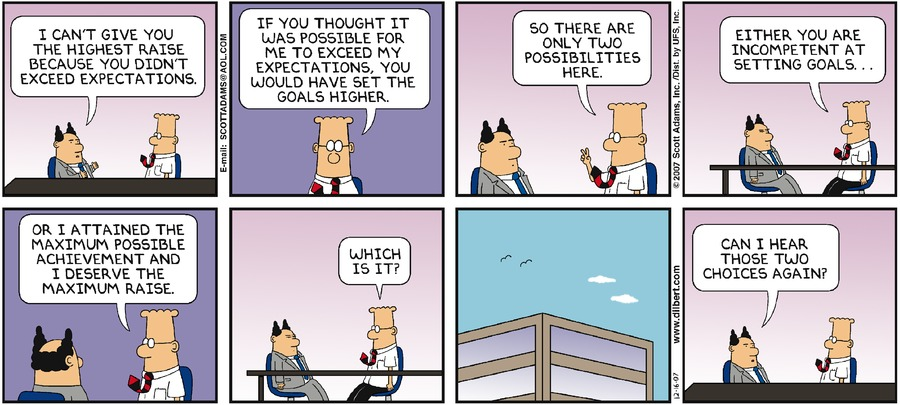 I CAN'T GIVE YOU
THE HIGHEST RAISE
BECAUSE YOU DIDN'T
EXCEED EXPECTATIONS.
E-mail: SCOTTADAMS@AOL.COM
IF YOU THOUGHT IT
WAS POSSIBLE FOR
ME TO EXCEED MY
EXPECTATIONS, YOU
WOULD HAVE SET THE
GOALS HIGHER.
SO THERE ARE
ONLY TWO
POSSIBILITIES
HERE.
© 2007 Scott Adams, Inc./Dist. by UFS, Inc.
EITHER YOU ARE
INCOMPETENT AT
SETTING GOALS...
OR I ATTAINED THE
MAXIMUM POSSIBLE
ACHIEVEMENT AND
I DESERVE THE
MAXIMUM RAISE.
WHICH
IS IT?
www.dilbert.com
12-16-07
CAN I HEAR
THOSE TWO
CHOICES AGAIN?